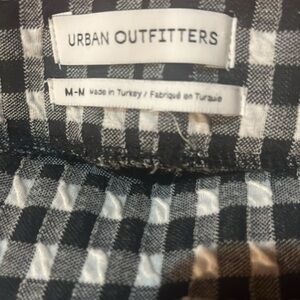 URBAN OUTFITTERS
M-M Made in Turkey / Fabriqué en Turquie